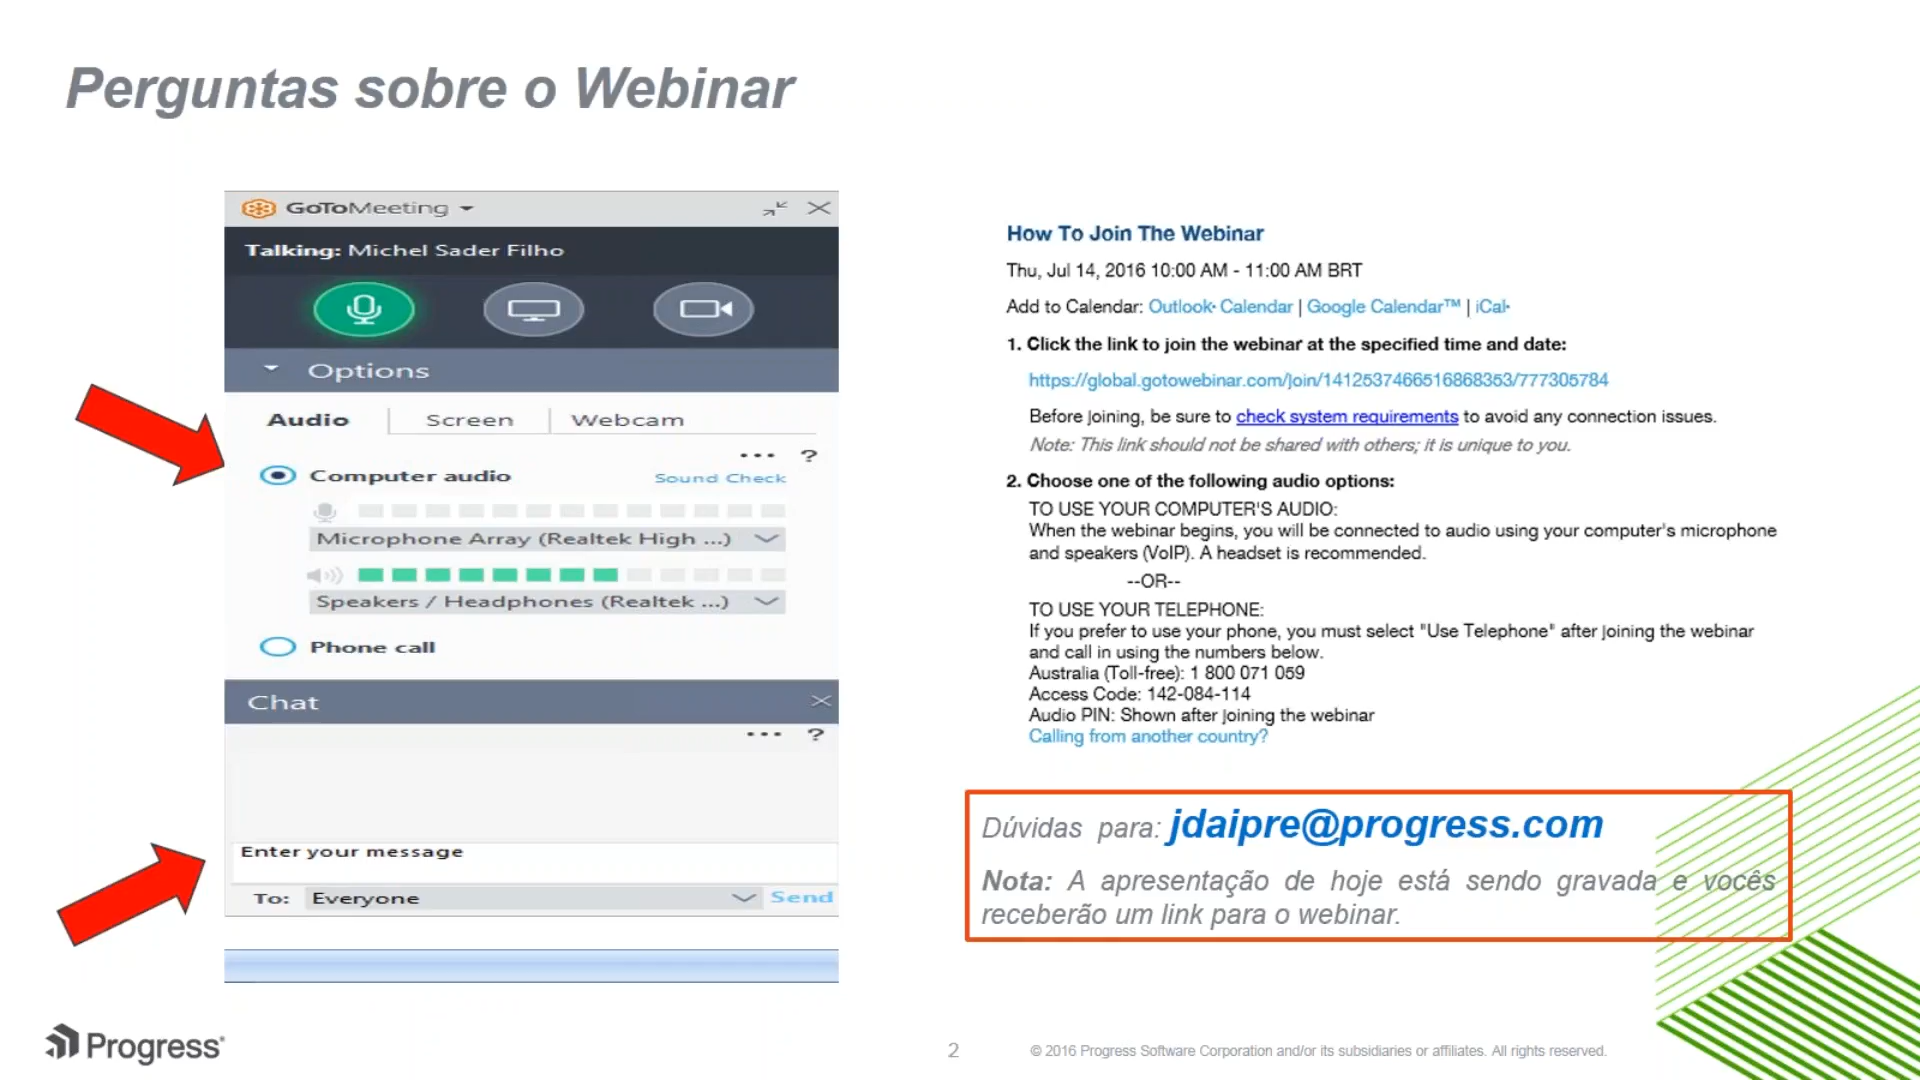 Perguntas sobre o Webinar
GoToMeeting
Talking: Michel Sader Filho
Options
Audio Screen Webcam
... ?
Computer audio Sound Check
Microphone Array (Realtek High ...)
Speakers / Headphones (Realtek ...)
Phone call
Chat
... ?
Enter your message
To: Everyone Send
How To Join The Webinar
Thu, Jul 14, 2016 10:00 AM - 11:00 AM BRT
Add to Calendar: Outlook® Calendar | Google Calendar™ | iCal®
1. Click the link to join the webinar at the specified time and date:
https://global.gotowebinar.com/join/1412537466516868353/777305784
Before joining, be sure to check system requirements to avoid any connection issues.
Note: This link should not be shared with others; it is unique to you.
2. Choose one of the following audio options:
TO USE YOUR COMPUTER'S AUDIO:
When the webinar begins, you will be connected to audio using your computer's microphone
and speakers (VoIP). A headset is recommended.
--OR--
TO USE YOUR TELEPHONE:
If you prefer to use your phone, you must select "Use Telephone" after joining the webinar
and call in using the numbers below.
Australia (Toll-free): 1 800 071 059
Access Code: 142-084-114
Audio PIN: Shown after joining the webinar
Calling from another country?
Dúvidas para: jdaipre@progress.com
Nota: A apresentação de hoje está sendo gravada e vocês
receberão um link para o webinar.
Progress
2
© 2016 Progress Software Corporation and/or its subsidiaries or affiliates. All rights reserved.